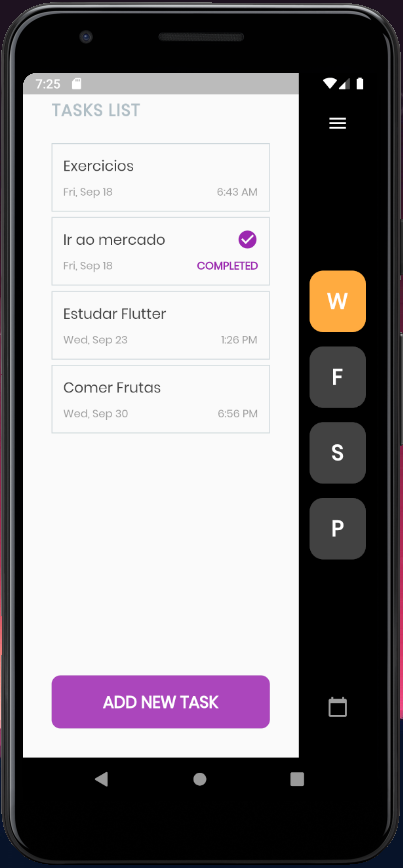 7:25
TASKS LIST
Exercicios
Fri, Sep 18
6:43 AM
Ir ao mercado
Fri, Sep 18
COMPLETED
Estudar Flutter
Wed, Sep 23
1:26 PM
Comer Frutas
Wed, Sep 30
6:56 PM
ADD NEW TASK
W
F
S
P